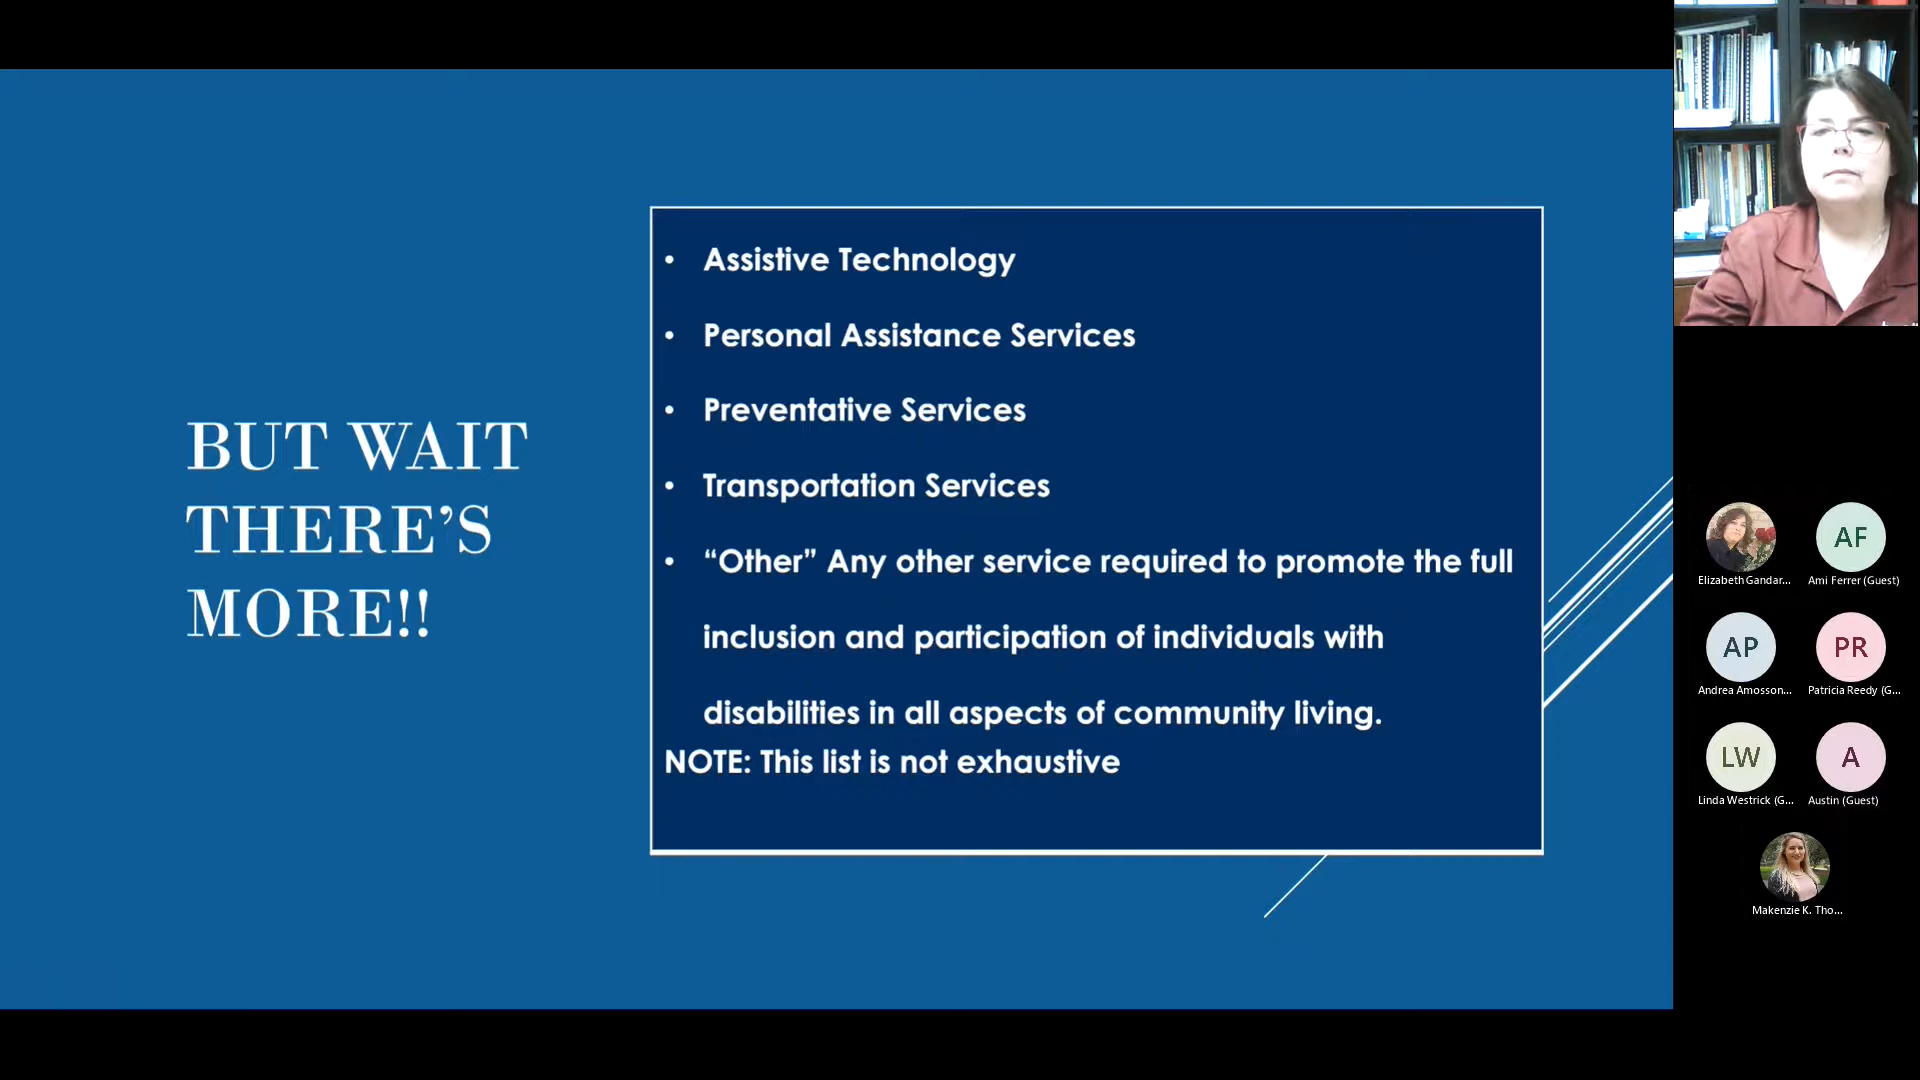 BUT WAIT
THERE’S
MORE!!
• Assistive Technology
• Personal Assistance Services
• Preventative Services
• Transportation Services
• “Other” Any other service required to promote the full
inclusion and participation of individuals with
disabilities in all aspects of community living.
NOTE: This list is not exhaustive
Elizabeth Gandar...
AF
Ami Ferrer (Guest)
AP
Andrea Amosson...
PR
Patricia Reedy (G...
LW
Linda Westrick (G...
A
Austin (Guest)
Makenzie K. Tho...